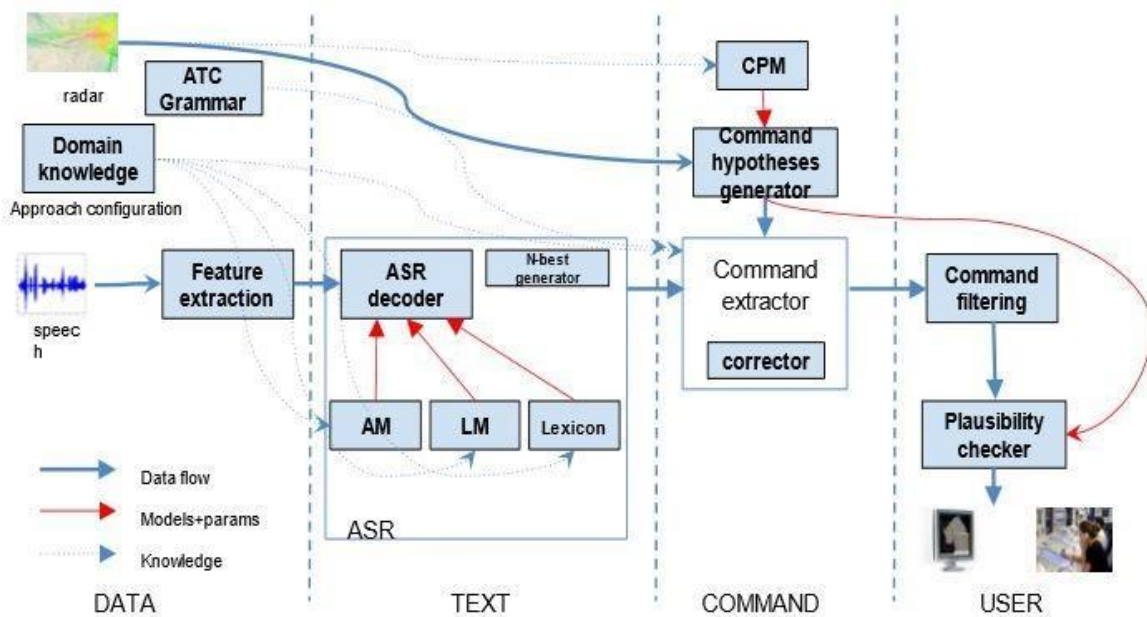 radar
ATC
Grammar
Domain
knowledge
Approach configuration
speec
h
Feature
extraction
ASR
decoder
N-best
generator
AM
LM
Lexicon
ASR
CPM
Command
hypotheses
generator
Command
extractor
corrector
Command
filtering
Plausibility
checker
Data flow
Models+params
Knowledge
DATA
TEXT
COMMAND
USER